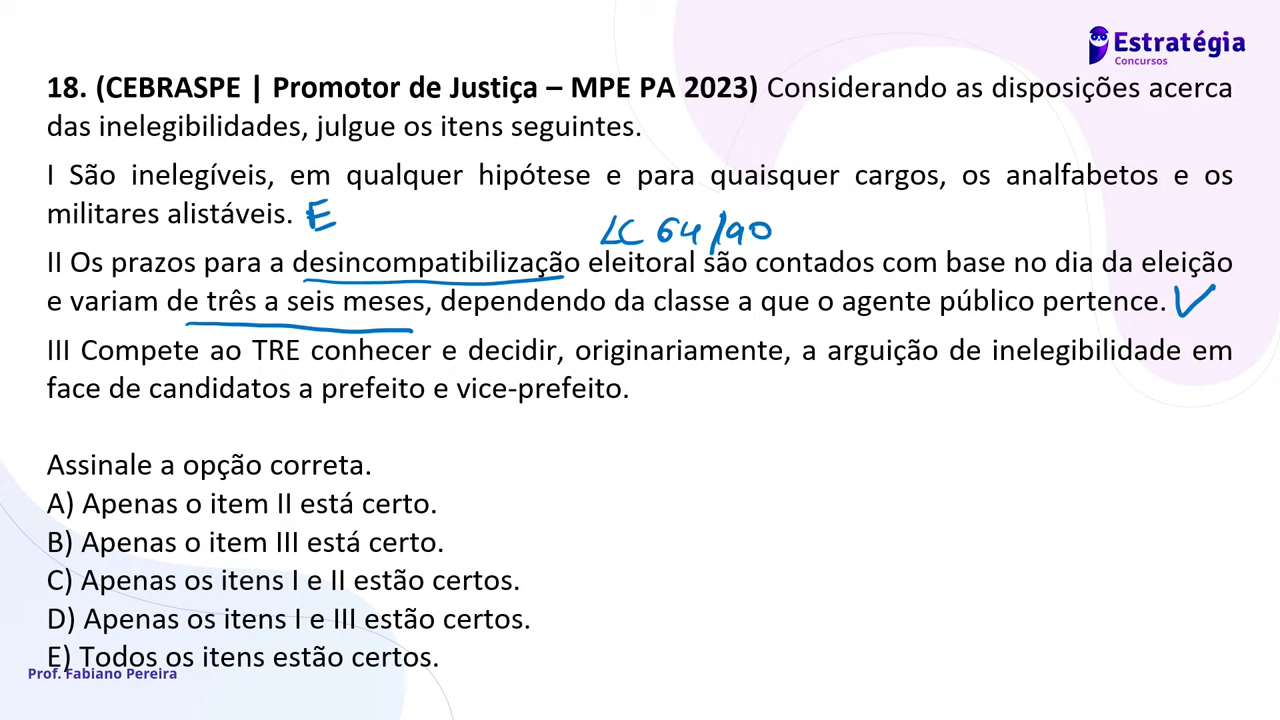 Estratégia
Concursos
18. (CEBRASPE | Promotor de Justiça – MPE PA 2023) Considerando as disposições acerca
das inelegibilidades, julgue os itens seguintes.
I São inelegíveis, em qualquer hipótese e para quaisquer cargos, os analfabetos e os
militares alistáveis. E
LC 64/90
II Os prazos para a desincompatibilização eleitoral são contados com base no dia da eleição
e variam de três a seis meses, dependendo da classe a que o agente público pertence. V
III Compete ao TRE conhecer e decidir, originariamente, a arguição de inelegibilidade em
face de candidatos a prefeito e vice-prefeito.
Assinale a opção correta.
A) Apenas o item II está certo.
B) Apenas o item III está certo.
C) Apenas os itens I e II estão certos.
D) Apenas os itens I e III estão certos.
E) Todos os itens estão certos.
Prof. Fabiano Pereira